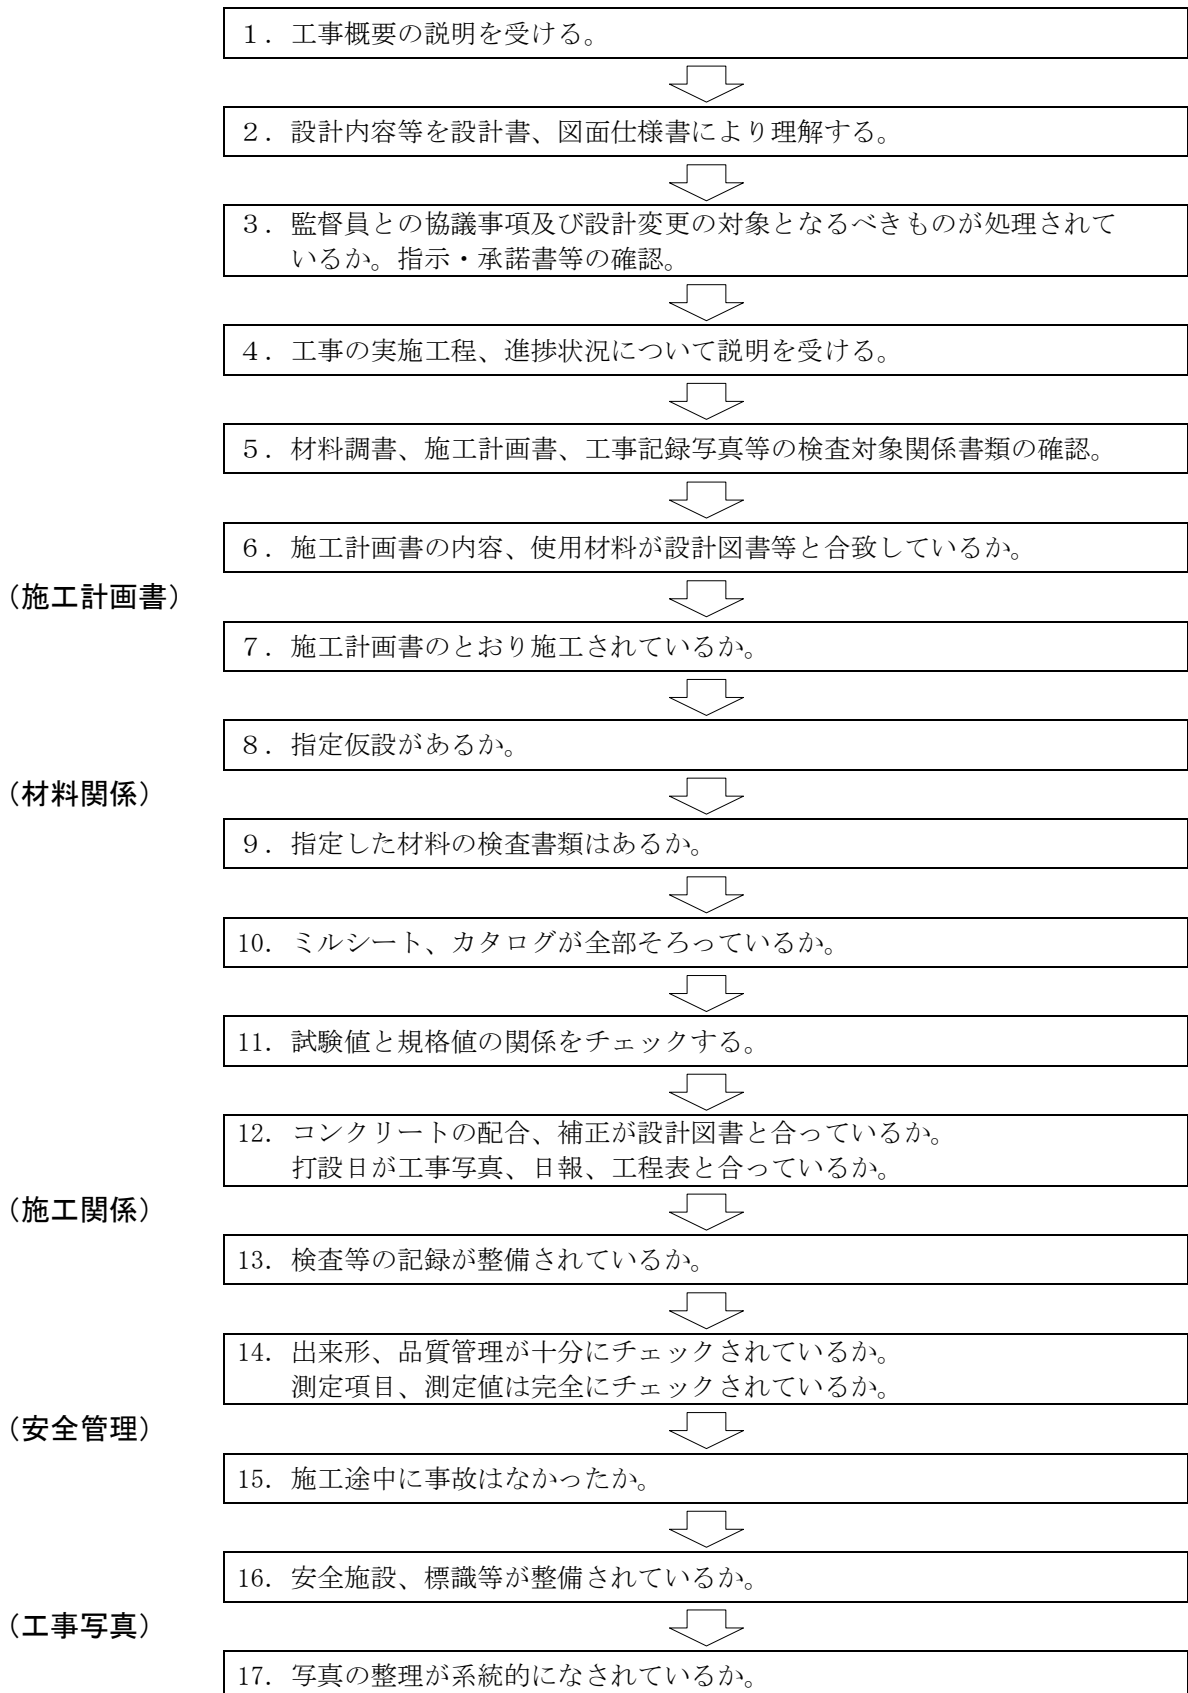 １．工事概要の説明を受ける。
２．設計内容等を設計書、図面仕様書により理解する。
３．監督員との協議事項及び設計変更の対象となるべきものが処理されて
いるか。指示・承諾書等の確認。
４．工事の実施工程、進捗状況について説明を受ける。
５．材料調書、施工計画書、工事記録写真等の検査対象関係書類の確認。
６．施工計画書の内容、使用材料が設計図書等と合致しているか。
（施工計画書）
７．施工計画書のとおり施工されているか。
８．指定仮設があるか。
（材料関係）
９．指定した材料の検査書類はあるか。
10．ミルシート、カタログが全部そろっているか。
11．試験値と規格値の関係をチェックする。
12．コンクリートの配合、補正が設計図書と合っているか。
打設日が工事写真、日報、工程表と合っているか。
（施工関係）
13．検査等の記録が整備されているか。
14．出来形、品質管理が十分にチェックされているか。
測定項目、測定値は完全にチェックされているか。
（安全管理）
15．施工途中に事故はなかったか。
16．安全施設、標識等が整備されているか。
（工事写真）
17．写真の整理が系統的になされているか。